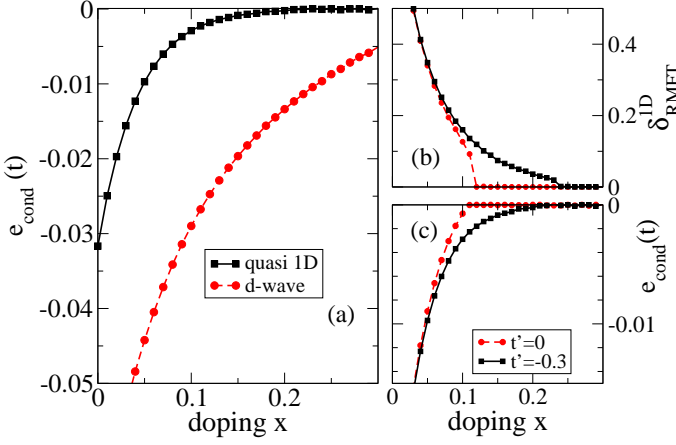 0
-0.01
-0.02
-0.03
-0.04
-0.05
e_cond (t)
quasi 1D
d-wave
(a)
0 0.1 0.2
doping x
(b)
0.4
0.2
0
δ^1D_RMFT
(c)
e_cond(t)
-0.01
t'=0
t'=-0.3
0 0.1 0.2
doping x